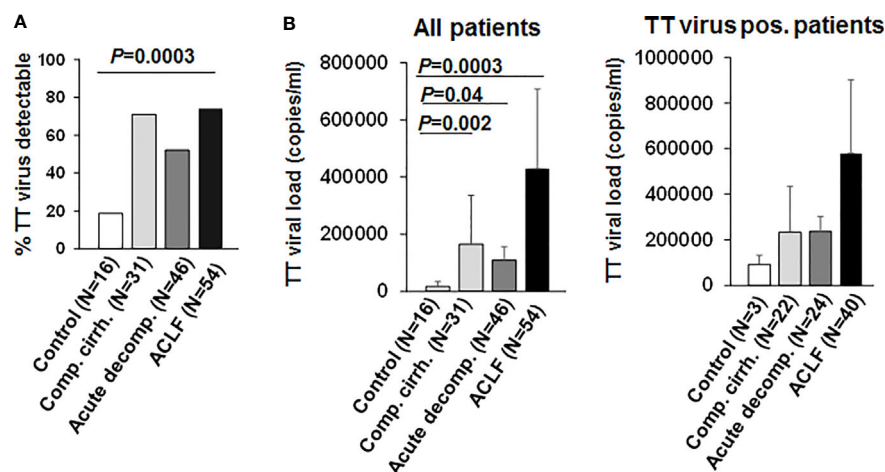 A
P=0.0003
% TT virus detectable
100
80
60
40
20
0
Control (N=16)
Comp. cirrh. (N=31)
Acute decomp. (N=46)
ACLF (N=54)
B
All patients
TT viral load (copies/ml)
800000
600000
400000
200000
0
P=0.0003
P=0.04
P=0.002
Control (N=16)
Comp. cirrh. (N=31)
Acute decomp. (N=46)
ACLF (N=54)
TT virus pos. patients
TT viral load (copies/ml)
1000000
800000
600000
400000
200000
0
Control (N=3)
Comp. cirrh. (N=22)
Acute decomp. (N=24)
ACLF (N=40)